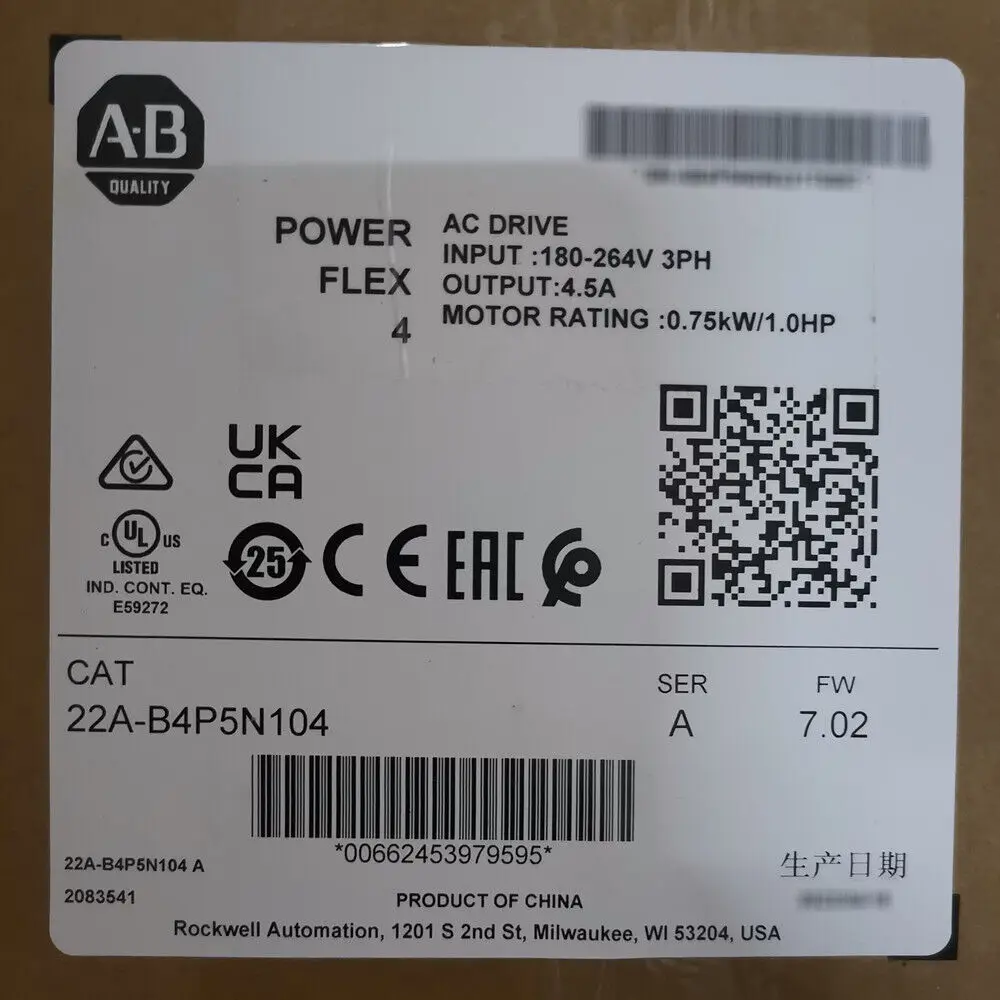 A-B
QUALITY
POWER
FLEX
4
AC DRIVE
INPUT :180-264V 3PH
OUTPUT:4.5A
MOTOR RATING :0.75kW/1.0HP
UK
CA
C UL US
LISTED
IND. CONT. EQ.
E59272
25
CE
EAC
CAT
22A-B4P5N104
SER
A
FW
7.02
*00662453979595*
22A-B4P5N104 A
2083541
生产日期
PRODUCT OF CHINA
Rockwell Automation, 1201 S 2nd St, Milwaukee, WI 53204, USA